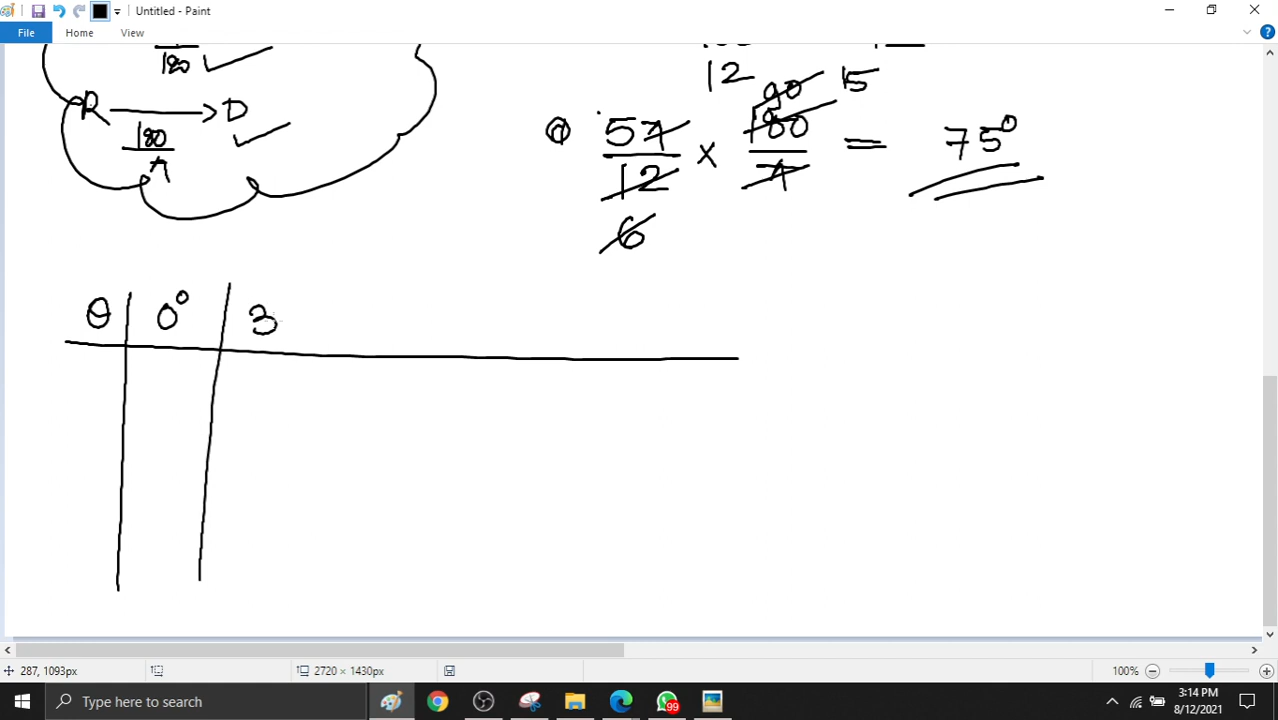 Untitled - Paint
File Home View
180
R → D
180
π
12
90 15
5π/12 × 180/π = 75°
6
θ 0° 3
287, 1093px
2720 × 1430px
100%
Type here to search
99
3:14 PM
8/12/2021